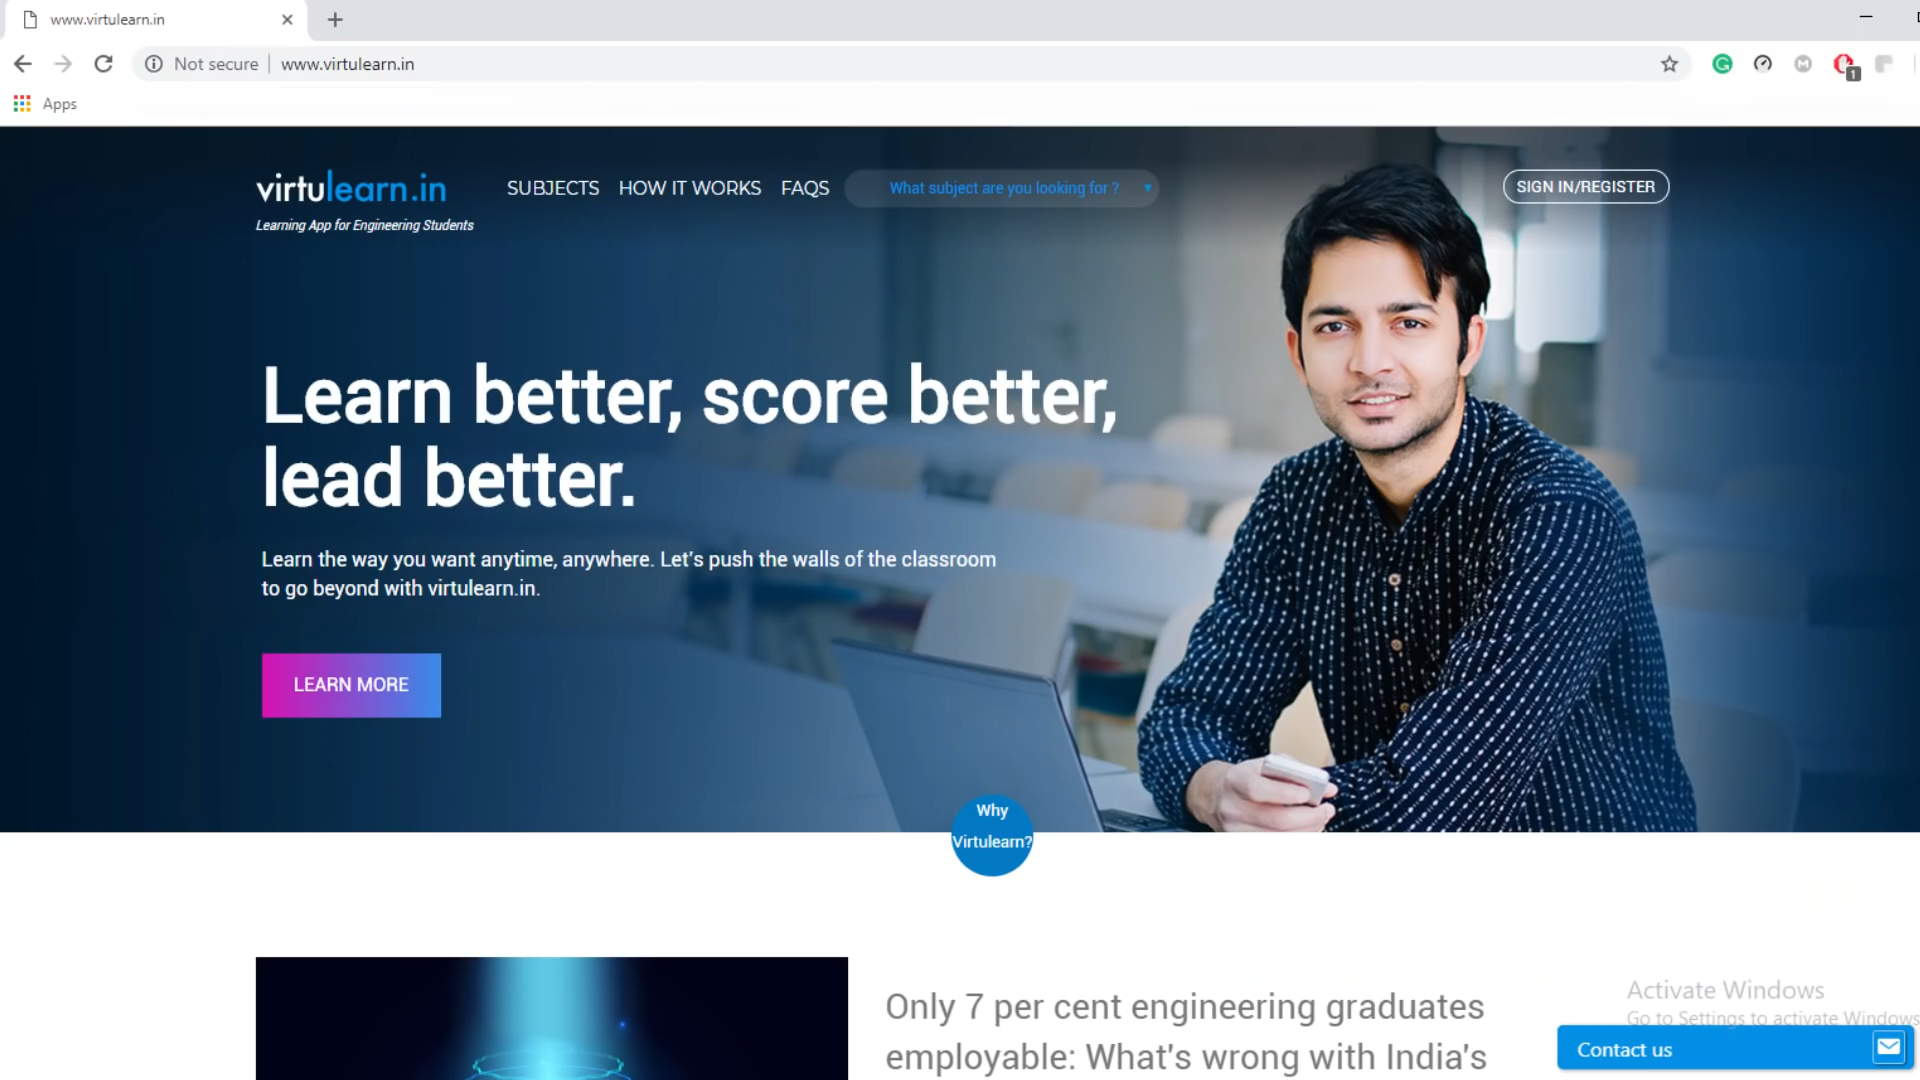 www.virtulearn.in
Not secure
www.virtulearn.in
1
Apps
virtulearn.in
Learning App for Engineering Students
SUBJECTS
HOW IT WORKS
FAQS
What subject are you looking for ?
SIGN IN/REGISTER
Learn better, score better,
lead better.
Learn the way you want anytime, anywhere. Let's push the walls of the classroom
to go beyond with virtulearn.in.
LEARN MORE
Why
Virtulearn?
Only 7 per cent engineering graduates
employable: What's wrong with India's
Activate Windows
Go to Settings to activate Windows
Contact us